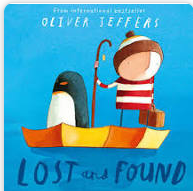 from international bestseller
OLIVER JEFFERS
LOST and FOUND